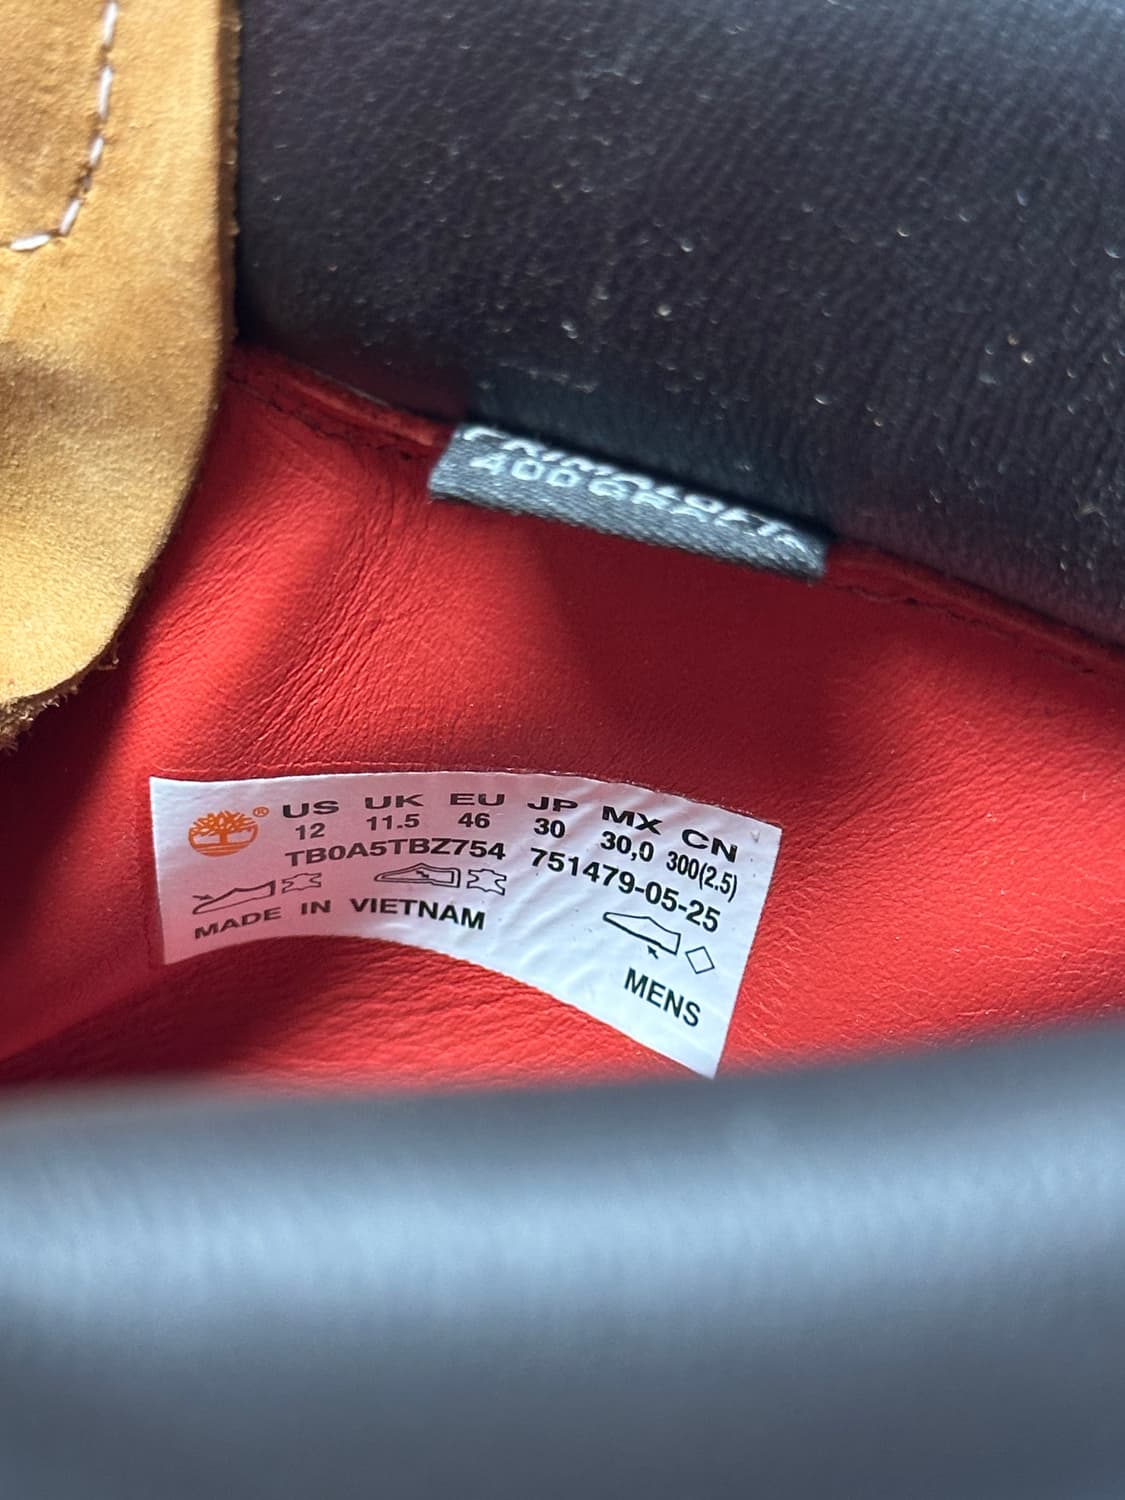 PRIMALOFT
400 GRAM
® US UK EU JP MX CN
12 11.5 46 30 30,0 300(2.5)
TB0A5TBZ754 751479-05-25
MADE IN VIETNAM
MENS